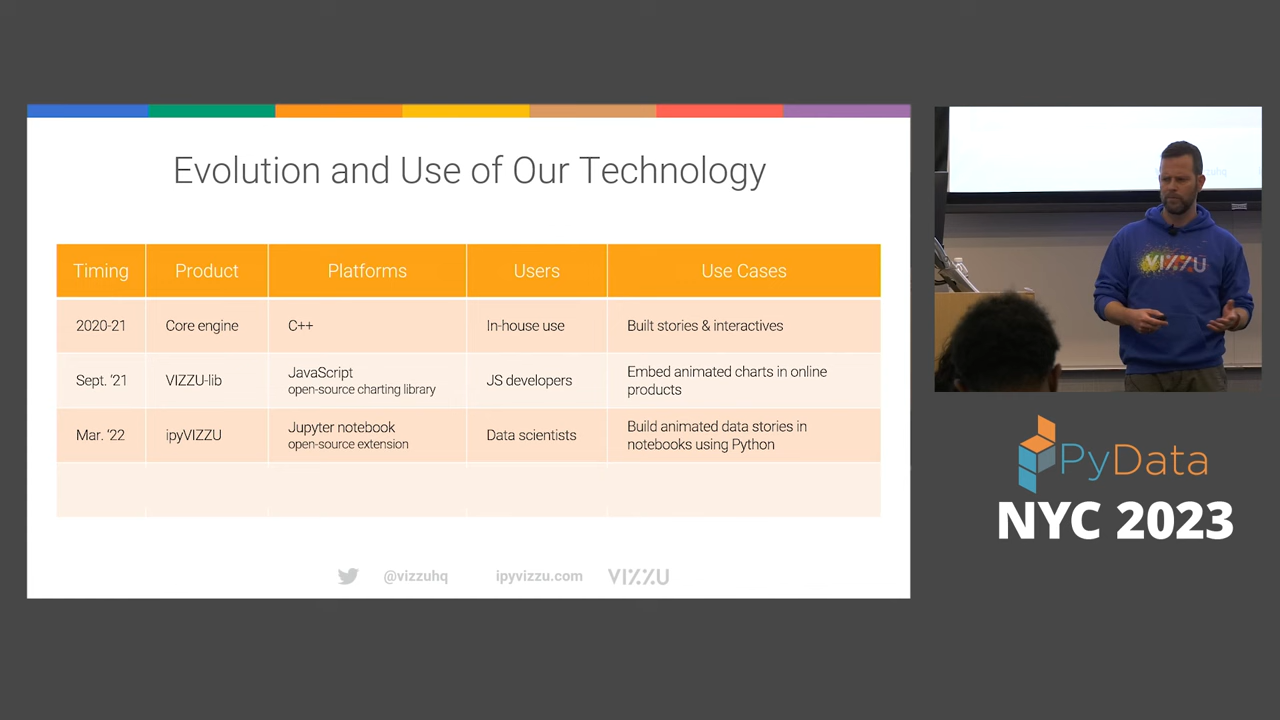 Evolution and Use of Our Technology
Timing Product Platforms Users Use Cases
2020-21 Core engine C++ In-house use Built stories & interactives
Sept. ‘21 VIZZU-lib JavaScript
open-source charting library JS developers Embed animated charts in online
products
Mar. ‘22 ipyVIZZU Jupyter notebook
open-source extension Data scientists Build animated data stories in
notebooks using Python
@vizzuhq ipyvizzu.com VIZZU
VIZZU
PyData
NYC 2023